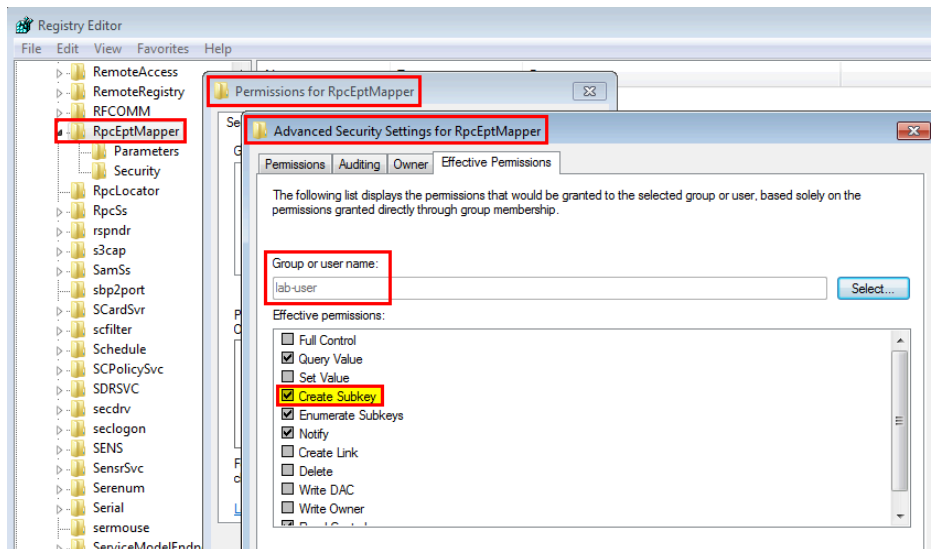 Registry Editor
File Edit View Favorites Help
RemoteAccess
RemoteRegistry
RFCOMM
RpcEptMapper
Parameters
Security
RpcLocator
RpcSs
rspndr
s3cap
SamSs
sbp2port
SCardSvr
scfilter
Schedule
SCPolicySvc
SDRSVC
secdrv
seclogon
SENS
SensrSvc
Serenum
Serial
sermouse
Permissions for RpcEptMapper
Advanced Security Settings for RpcEptMapper
Permissions Auditing Owner Effective Permissions
The following list displays the permissions that would be granted to the selected group or user, based solely on the
permissions granted directly through group membership.
Group or user name:
lab-user
Select...
Effective permissions:
Full Control
Query Value
Set Value
Create Subkey
Enumerate Subkeys
Notify
Create Link
Delete
Write DAC
Write Owner